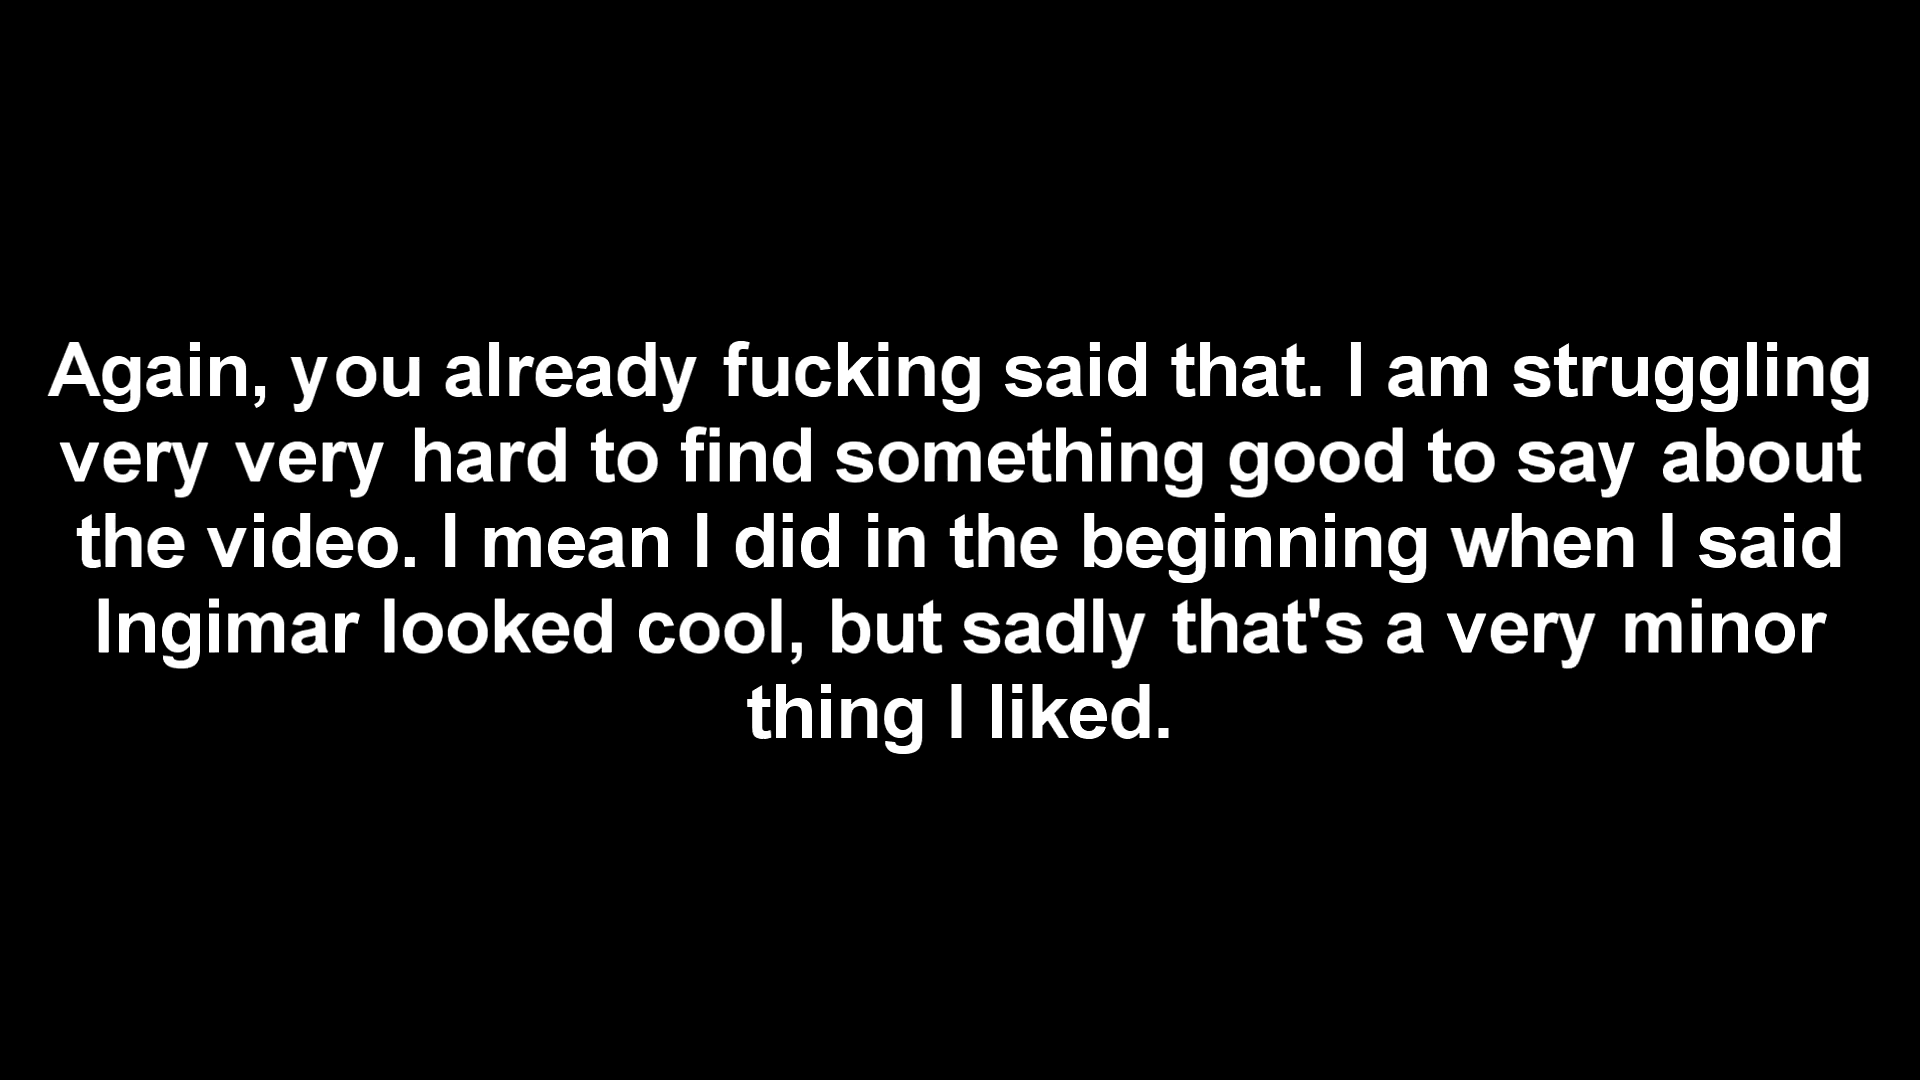 Again, you already fucking said that. I am struggling
very very hard to find something good to say about
the video. I mean I did in the beginning when I said
Ingimar looked cool, but sadly that's a very minor
thing I liked.